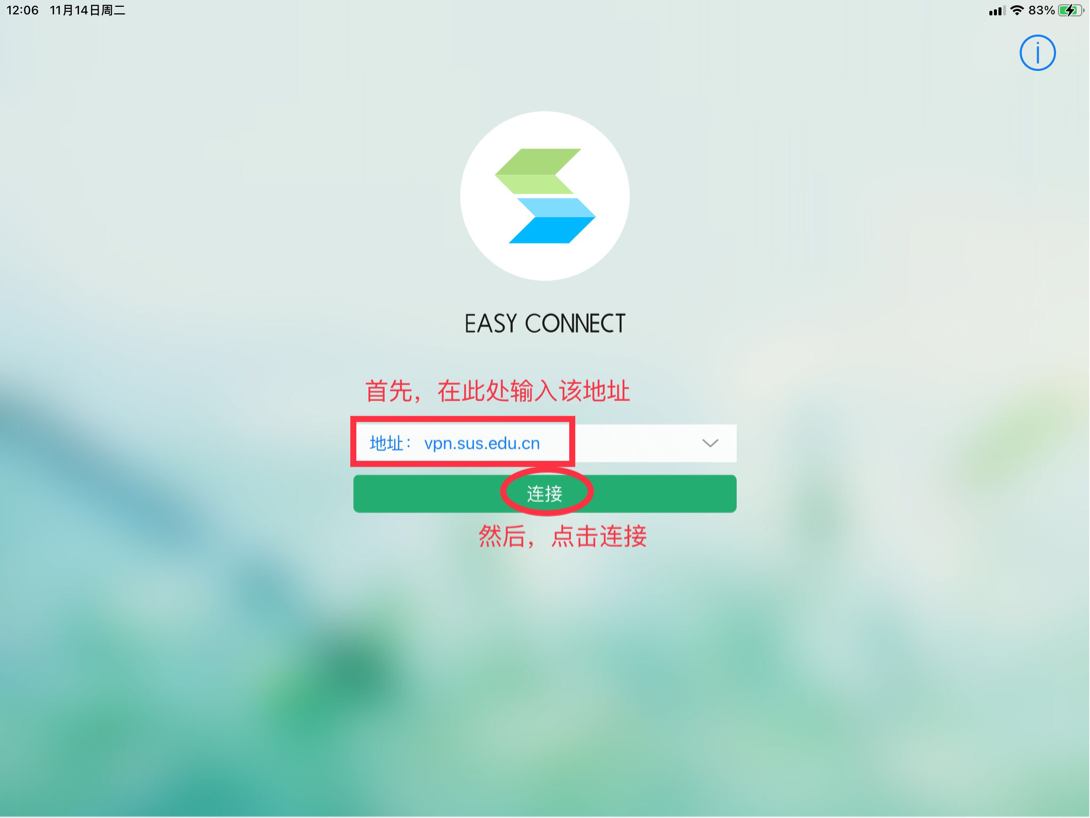 12:06 11月14日周二
83%
EASY CONNECT
首先，在此处输入该地址
地址： vpn.sus.edu.cn
连接
然后，点击连接